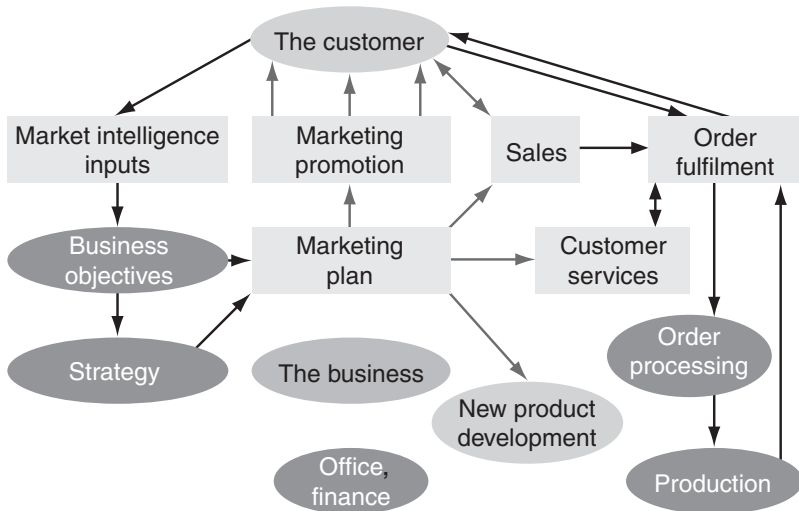 The customer
Market intelligence
inputs
Marketing
promotion
Sales
Order
fulfilment
Business
objectives
Marketing
plan
Customer
services
Strategy
The business
Order
processing
New product
development
Office,
finance
Production